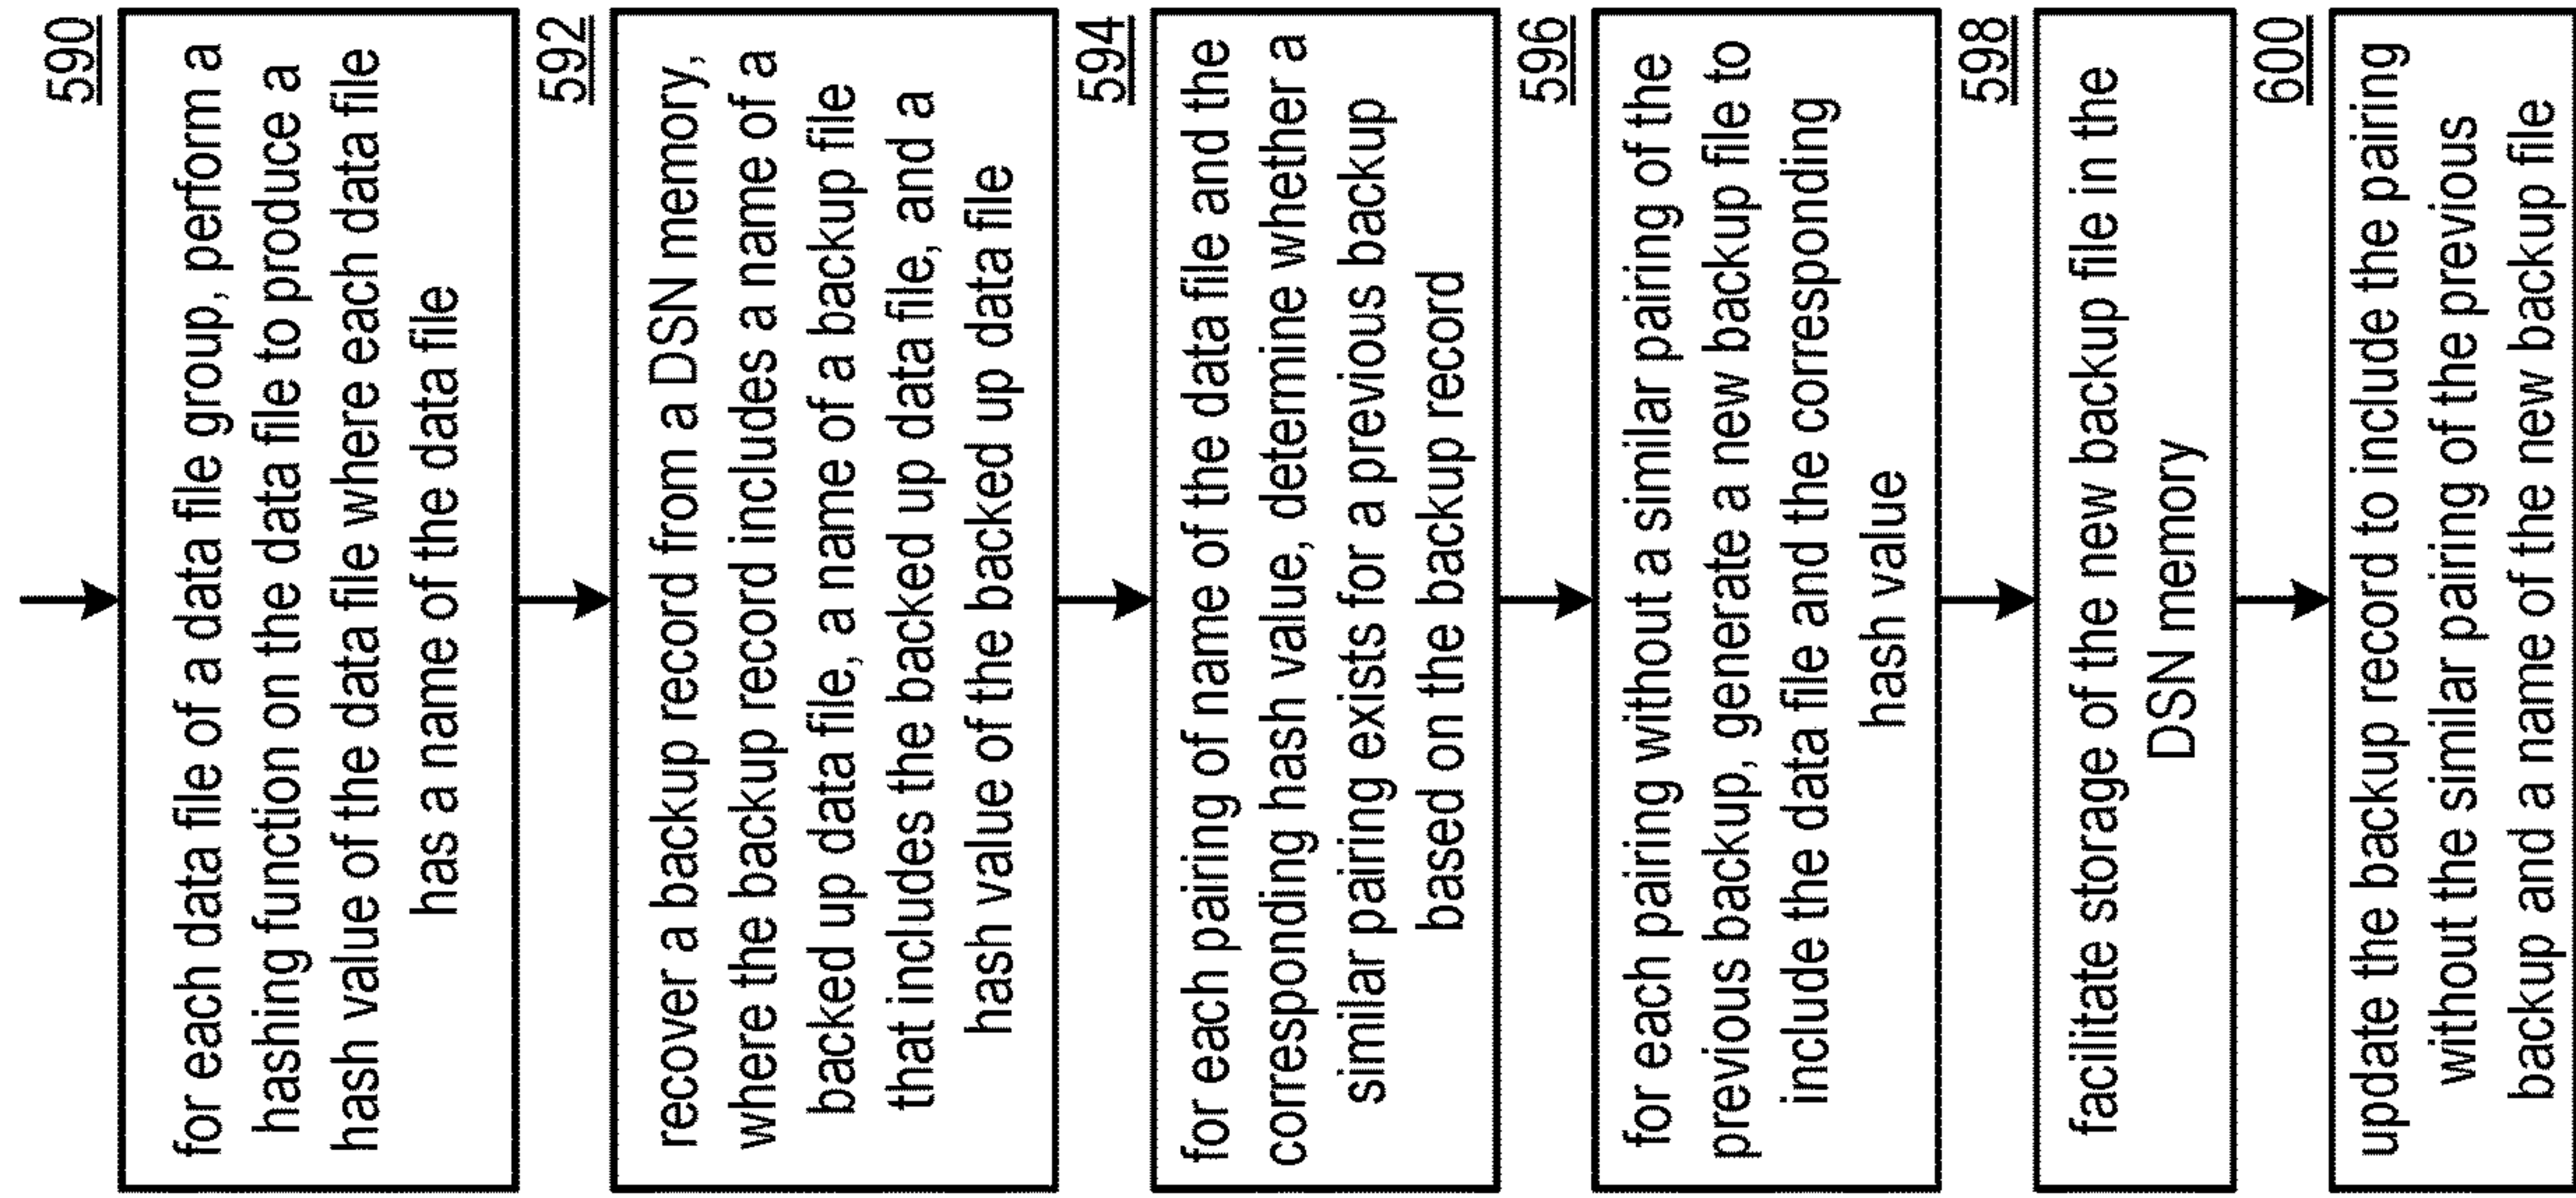 590
for each data file of a data file group, perform a
hashing function on the data file to produce a
hash value of the data file where each data file
has a name of the data file
592
recover a backup record from a DSN memory,
where the backup record includes a name of a
backed up data file, a name of a backup file
that includes the backed up data file, and a
hash value of the backed up data file
594
for each pairing of name of the data file and the
corresponding hash value, determine whether a
similar pairing exists for a previous backup
based on the backup record
596
for each pairing without a similar pairing of the
previous backup, generate a new backup file to
include the data file and the corresponding
hash value
598
facilitate storage of the new backup file in the
DSN memory
600
update the backup record to include the pairing
without the similar pairing of the previous
backup and a name of the new backup file